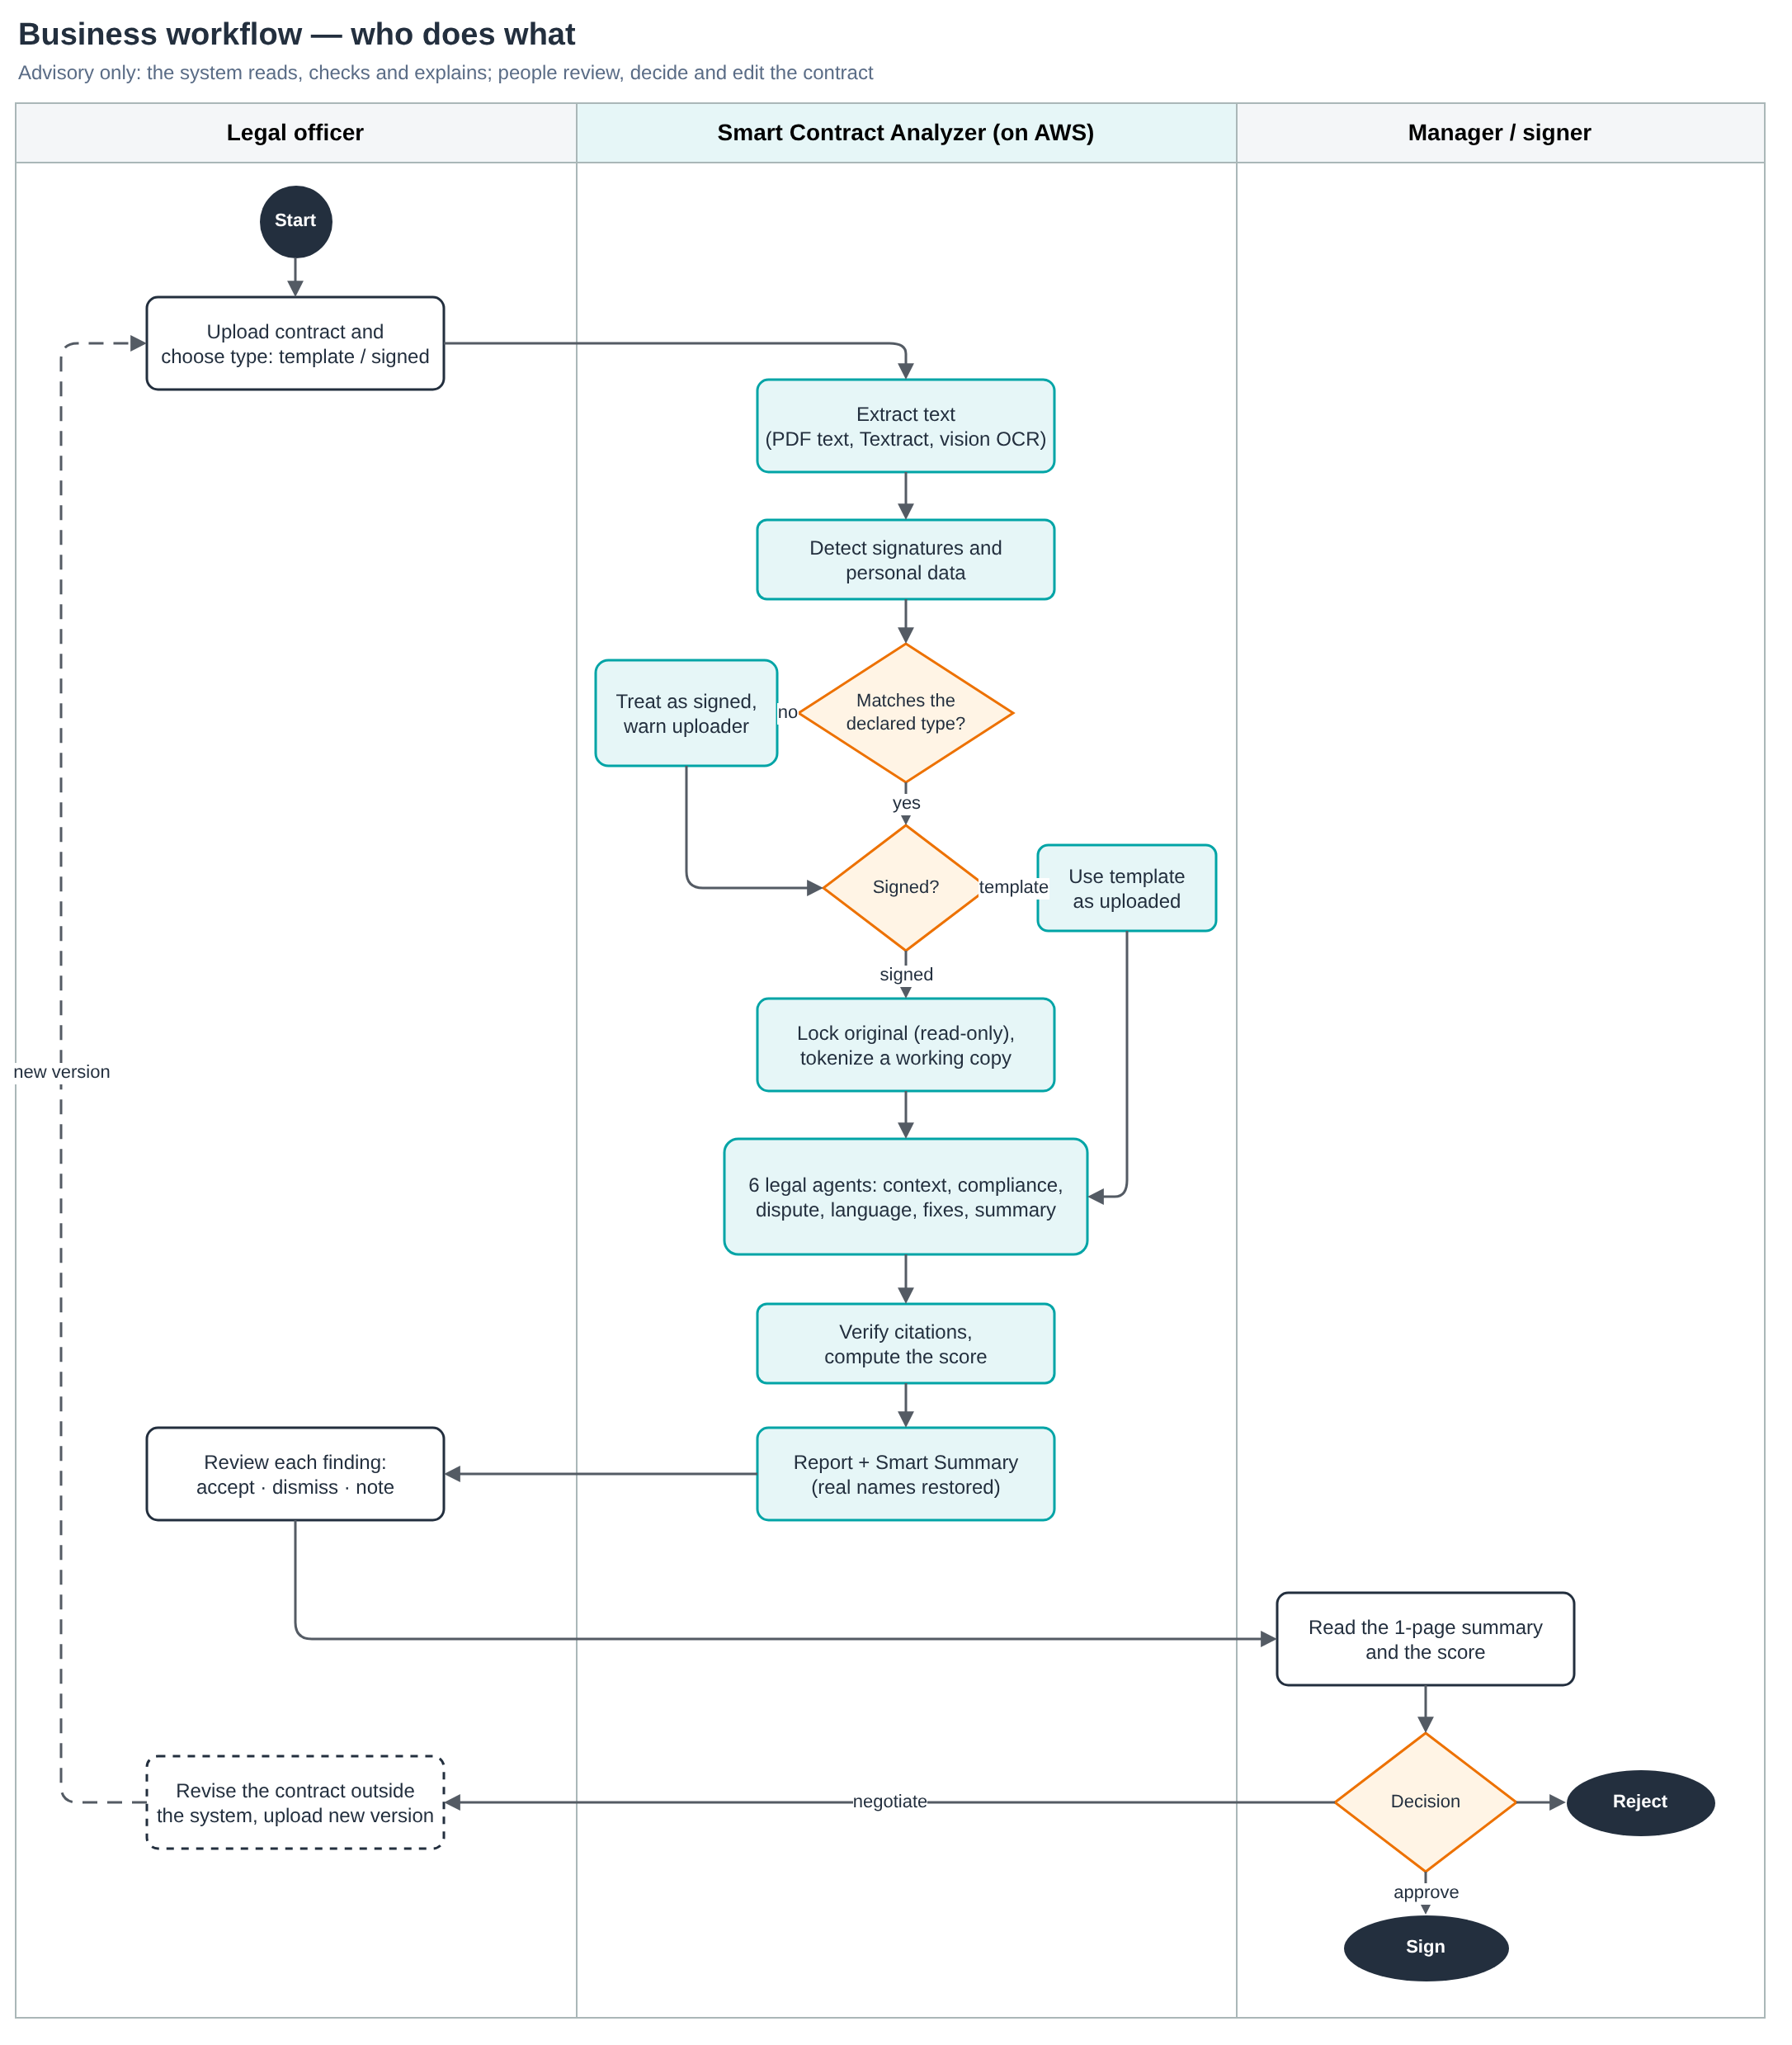 Business workflow — who does what
Advisory only: the system reads, checks and explains; people review, decide and edit the contract
Legal officer
Smart Contract Analyzer (on AWS)
Manager / signer
Start
Upload contract and
choose type: template / signed
Extract text
(PDF text, Textract, vision OCR)
Detect signatures and
personal data
Matches the
declared type?
no
Treat as signed,
warn uploader
yes
Signed?
template
Use template
as uploaded
signed
Lock original (read-only),
tokenize a working copy
new version
6 legal agents: context, compliance,
dispute, language, fixes, summary
Verify citations,
compute the score
Report + Smart Summary
(real names restored)
Review each finding:
accept · dismiss · note
Read the 1-page summary
and the score
Decision
Reject
negotiate
Revise the contract outside
the system, upload new version
approve
Sign